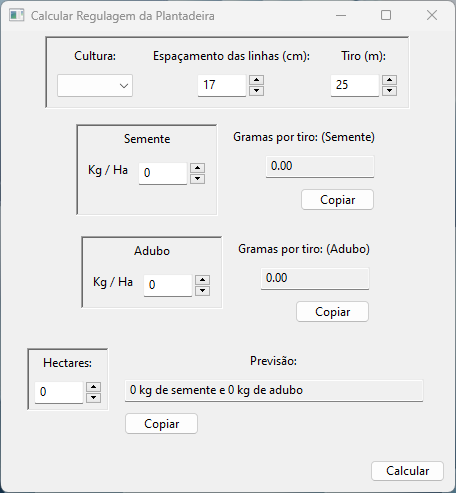 Calcular Regulagem da Plantadeira
Cultura: Espaçamento das linhas (cm): Tiro (m):
17 25
Semente Gramas por tiro: (Semente)
Kg / Ha 0 0.00
Copiar
Adubo Gramas por tiro: (Adubo)
Kg / Ha 0 0.00
Copiar
Hectares: Previsão:
0 0 kg de semente e 0 kg de adubo
Copiar
Calcular